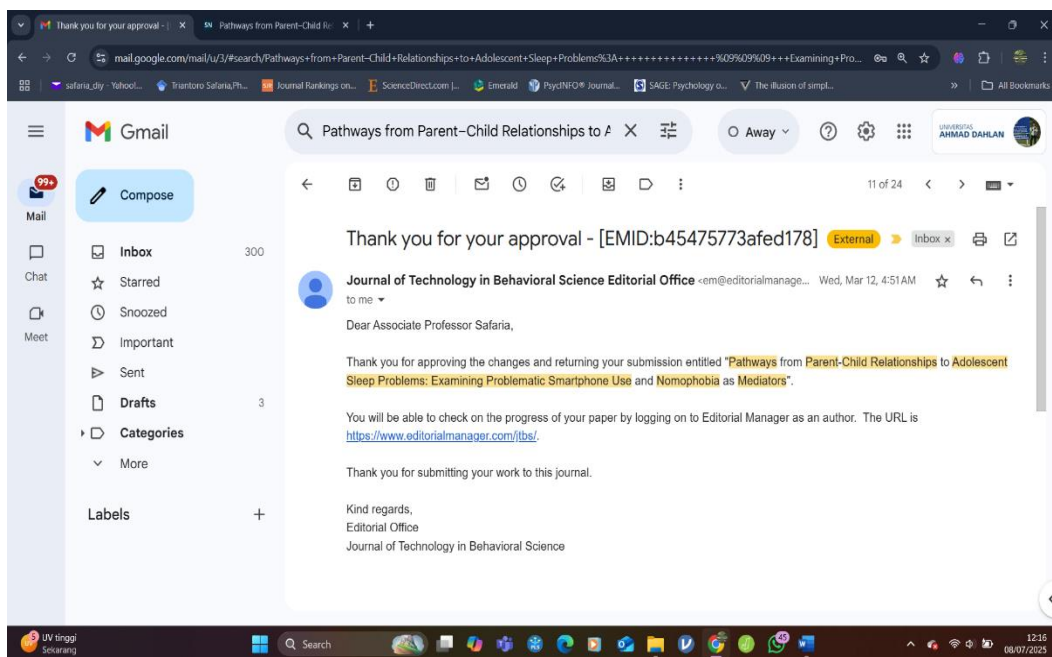 Thank you for your approval - [
Pathways from Parent-Child Re
mail.google.com/mail/u/3/#search/Pathways+from+Parent-Child+Relationships+to+Adolescent+Sleep+Problems%3A+++++++++++++++%09%09%09+++Examining+Pro...
safaria_diy - Yahoo!...
Triantoro Safaria,Ph...
Journal Rankings on...
ScienceDirect.com |...
Emerald
PsycINFO® Journal...
SAGE: Psychology o...
The illusion of simpl...
»
All Bookmarks
Gmail
Pathways from Parent-Child Relationships to A
Away
UNIVERSITAS
AHMAD DAHLAN
99+
Mail
Chat
Meet
Compose
Inbox 300
Starred
Snoozed
Important
Sent
Drafts 3
Categories
More
Labels +
11 of 24
Thank you for your approval - [EMID:b45475773afed178] External Inbox x
Journal of Technology in Behavioral Science Editorial Office <em@editorialmanage... Wed, Mar 12, 4:51 AM
to me
Dear Associate Professor Safaria,
Thank you for approving the changes and returning your submission entitled "Pathways from Parent-Child Relationships to Adolescent
Sleep Problems: Examining Problematic Smartphone Use and Nomophobia as Mediators".
You will be able to check on the progress of your paper by logging on to Editorial Manager as an author. The URL is
https://www.editorialmanager.com/jtbs/.
Thank you for submitting your work to this journal.
Kind regards,
Editorial Office
Journal of Technology in Behavioral Science
UV tinggi
Sekarang
Search
45
12:16
08/07/2025